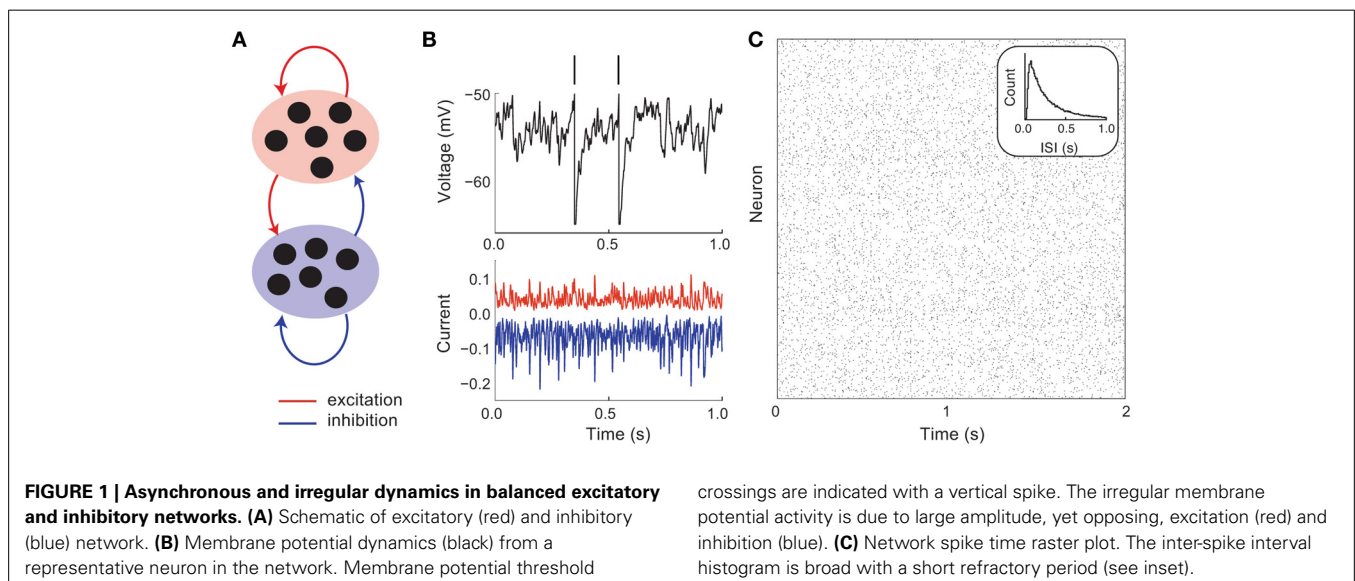 A
excitation
inhibition
B
−50
−60
Voltage (mV)
0.0 0.5 1.0
0.1
0.0
−0.1
−0.2
Current
0.0 0.5 1.0
Time (s)
C
Neuron
Count
0.0 0.5 1.0
ISI (s)
0 1 2
Time (s)
FIGURE 1 | Asynchronous and irregular dynamics in balanced excitatory
and inhibitory networks. (A) Schematic of excitatory (red) and inhibitory
(blue) network. (B) Membrane potential dynamics (black) from a
representative neuron in the network. Membrane potential threshold
crossings are indicated with a vertical spike. The irregular membrane
potential activity is due to large amplitude, yet opposing, excitation (red) and
inhibition (blue). (C) Network spike time raster plot. The inter-spike interval
histogram is broad with a short refractory period (see inset).